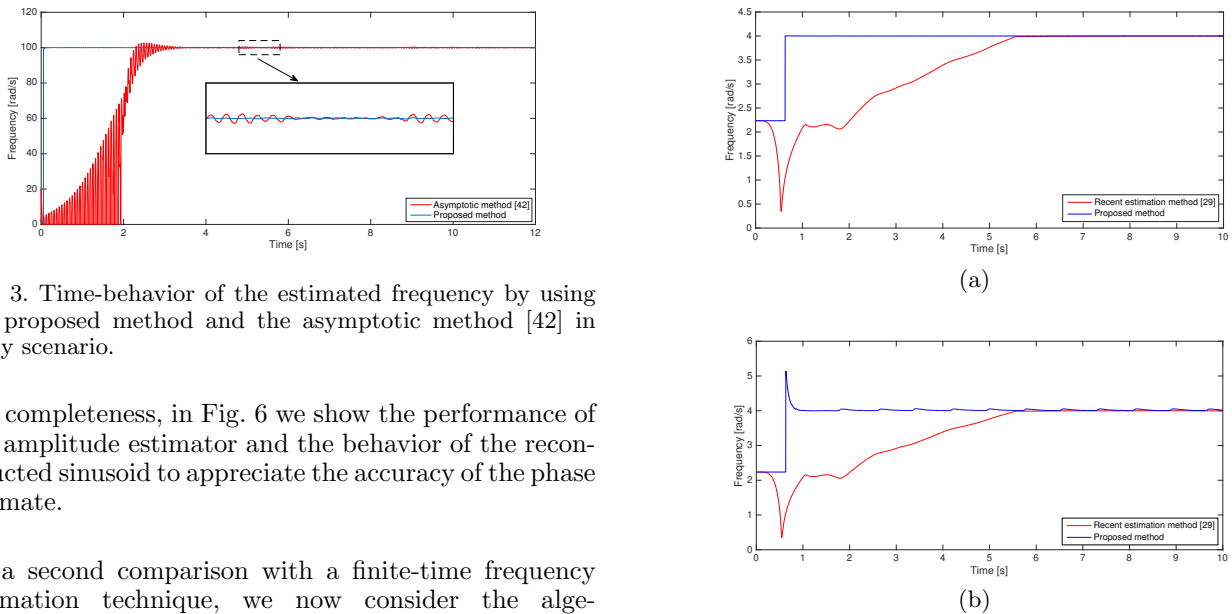 120
100
80
60
40
20
0
Frequency [rad/s]
0 2 4 6 8 10 12
Time [s]
Asymptotic method [42]
Proposed method
3. Time-behavior of the estimated frequency by using
proposed method and the asymptotic method [42] in
y scenario.
completeness, in Fig. 6 we show the performance of
amplitude estimator and the behavior of the recon-
ucted sinusoid to appreciate the accuracy of the phase
mate.
a second comparison with a finite-time frequency
mation technique, we now consider the alge-
4.5
4
3.5
3
2.5
2
1.5
1
0.5
0
Frequency [rad/s]
0 1 2 3 4 5 6 7 8 9 10
Time [s]
Recent estimation method [29]
Proposed method
(a)
6
5
4
3
2
1
0
Frequency [rad/s]
0 1 2 3 4 5 6 7 8 9 10
Time [s]
Recent estimation method [29]
Proposed method
(b)